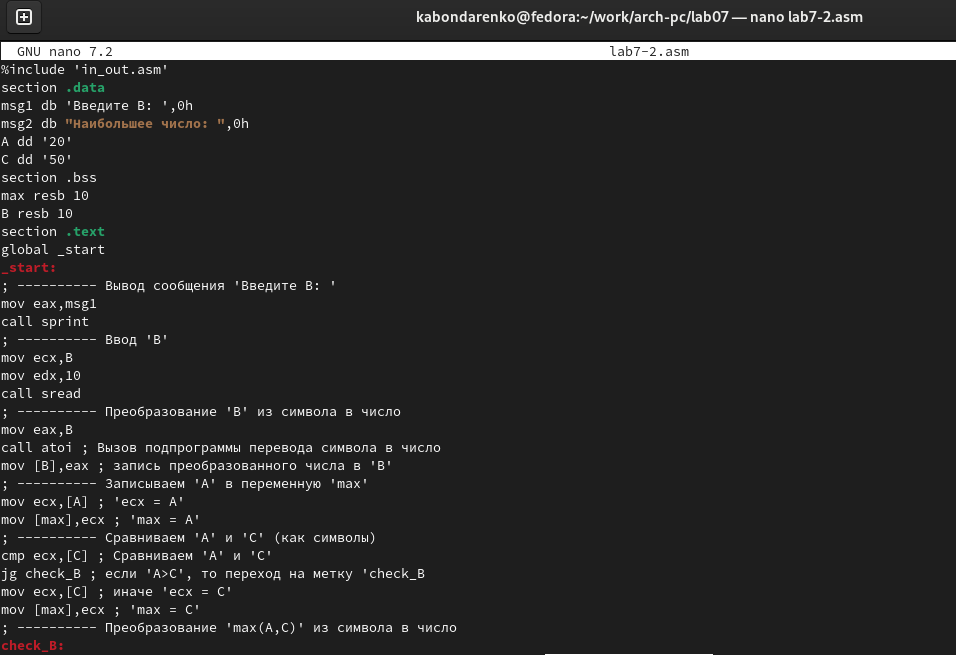 kabondarenko@fedora:~/work/arch-pc/lab07 — nano lab7-2.asm
GNU nano 7.2 lab7-2.asm
%include 'in_out.asm'
section .data
msg1 db 'Введите B: ',0h
msg2 db "Наибольшее число: ",0h
A dd '20'
C dd '50'
section .bss
max resb 10
B resb 10
section .text
global _start
_start:
; ---------- Вывод сообщения 'Введите B: '
mov eax,msg1
call sprint
; ---------- Ввод 'B'
mov ecx,B
mov edx,10
call sread
; ---------- Преобразование 'B' из символа в число
mov eax,B
call atoi ; Вызов подпрограммы перевода символа в число
mov [B],eax ; запись преобразованного числа в 'B'
; ---------- Записываем 'A' в переменную 'max'
mov ecx,[A] ; 'ecx = A'
mov [max],ecx ; 'max = A'
; ---------- Сравниваем 'A' и 'C' (как символы)
cmp ecx,[C] ; Сравниваем 'A' и 'C'
jg check_B ; если 'A>C', то переход на метку 'check_B
mov ecx,[C] ; иначе 'ecx = C'
mov [max],ecx ; 'max = C'
; ---------- Преобразование 'max(A,C)' из символа в число
check_B: